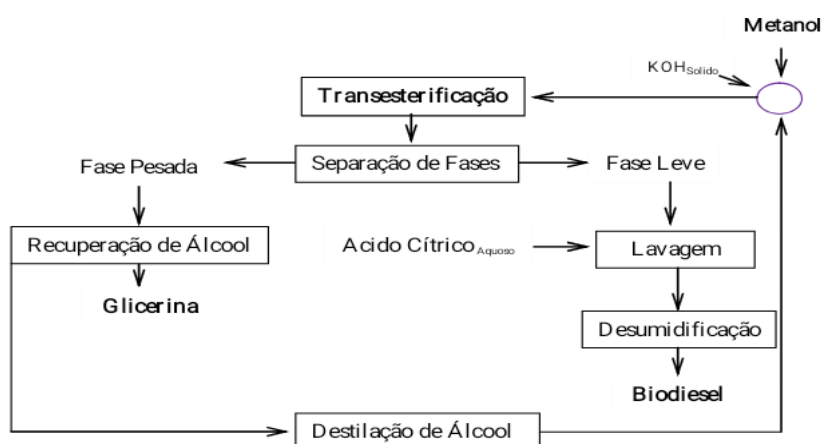 Metanol
KOH Solido
Transesterificação
Fase Pesada
Separação de Fases
Fase Leve
Recuperação de Álcool
Acido Cítrico Aquoso
Lavagem
Glicerina
Desumidificação
Biodiesel
Destilação de Álcool